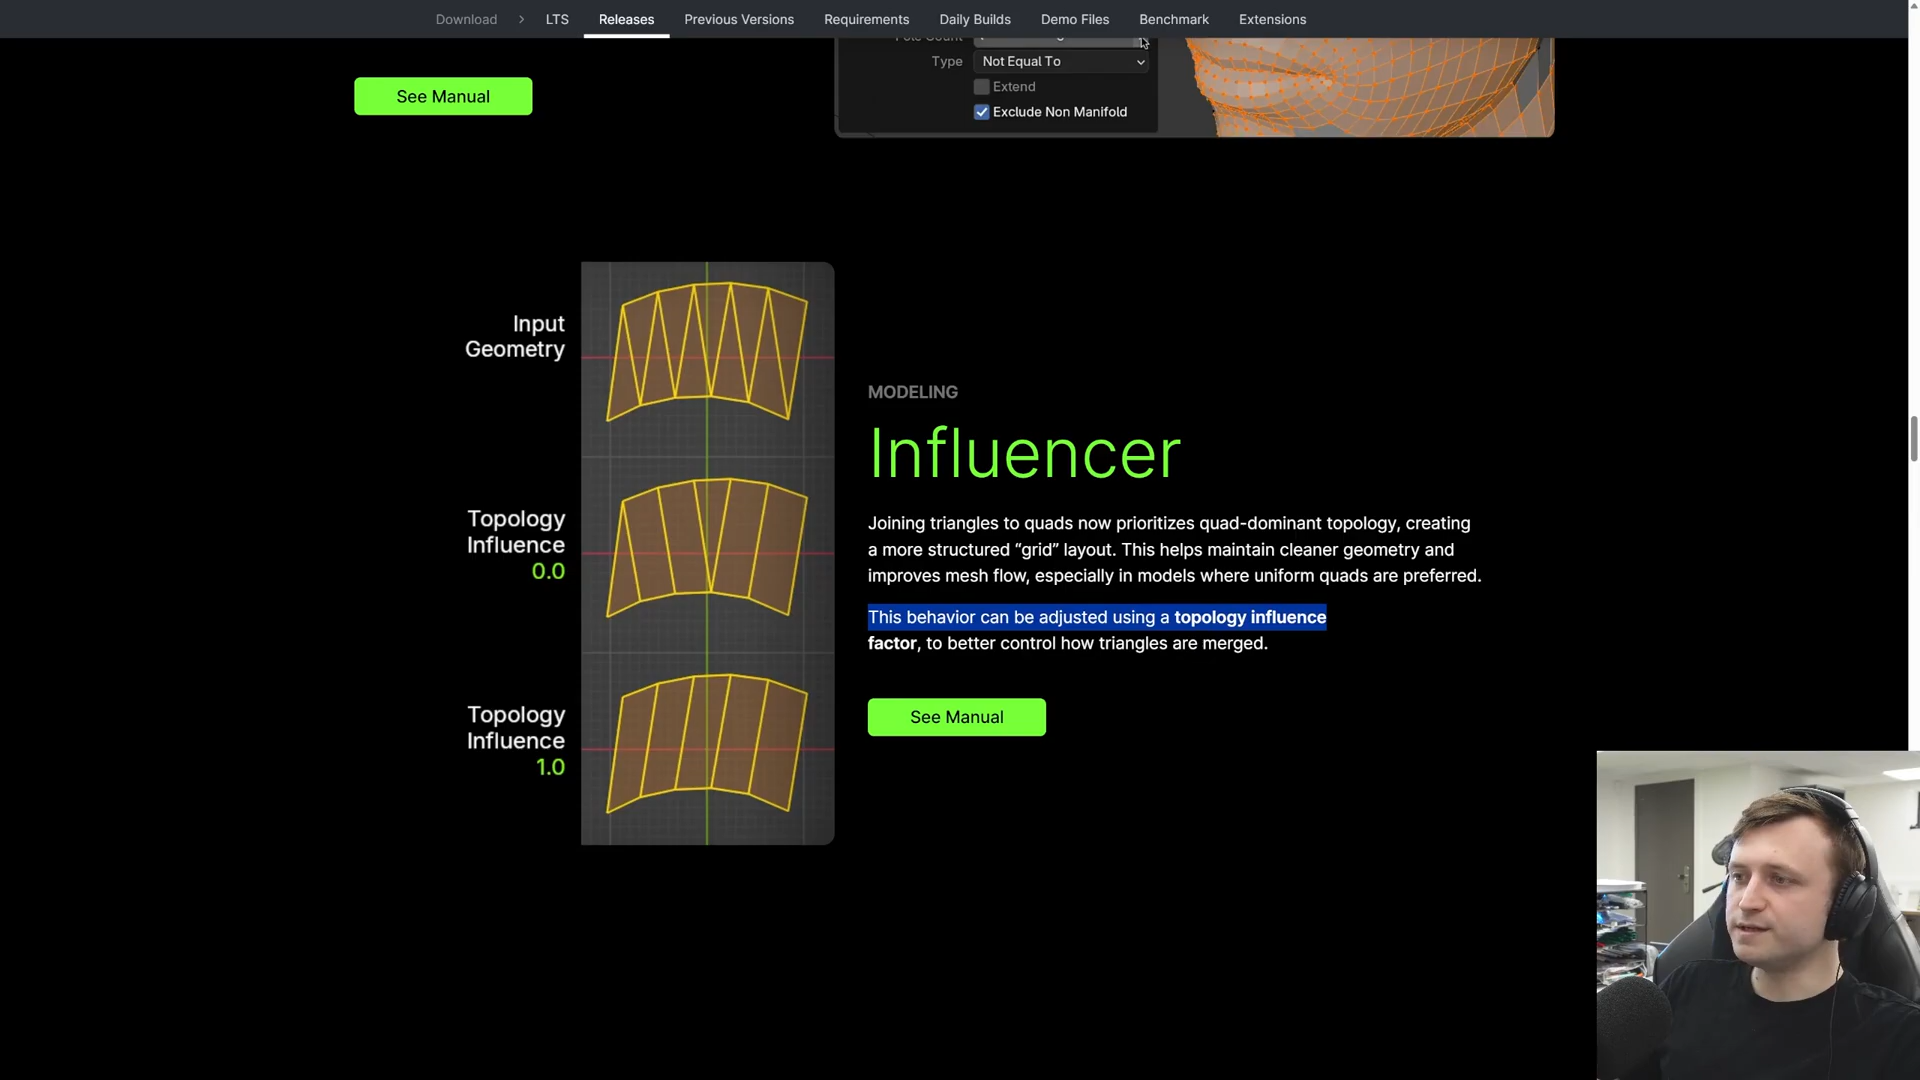 Download > LTS Releases Previous Versions Requirements Daily Builds Demo Files Benchmark Extensions
Type Not Equal To
Extend
Exclude Non Manifold
See Manual
Input
Geometry
Topology
Influence
0.0
Topology
Influence
1.0
MODELING
Influencer
Joining triangles to quads now prioritizes quad-dominant topology, creating
a more structured “grid” layout. This helps maintain cleaner geometry and
improves mesh flow, especially in models where uniform quads are preferred.
This behavior can be adjusted using a topology influence
factor, to better control how triangles are merged.
See Manual